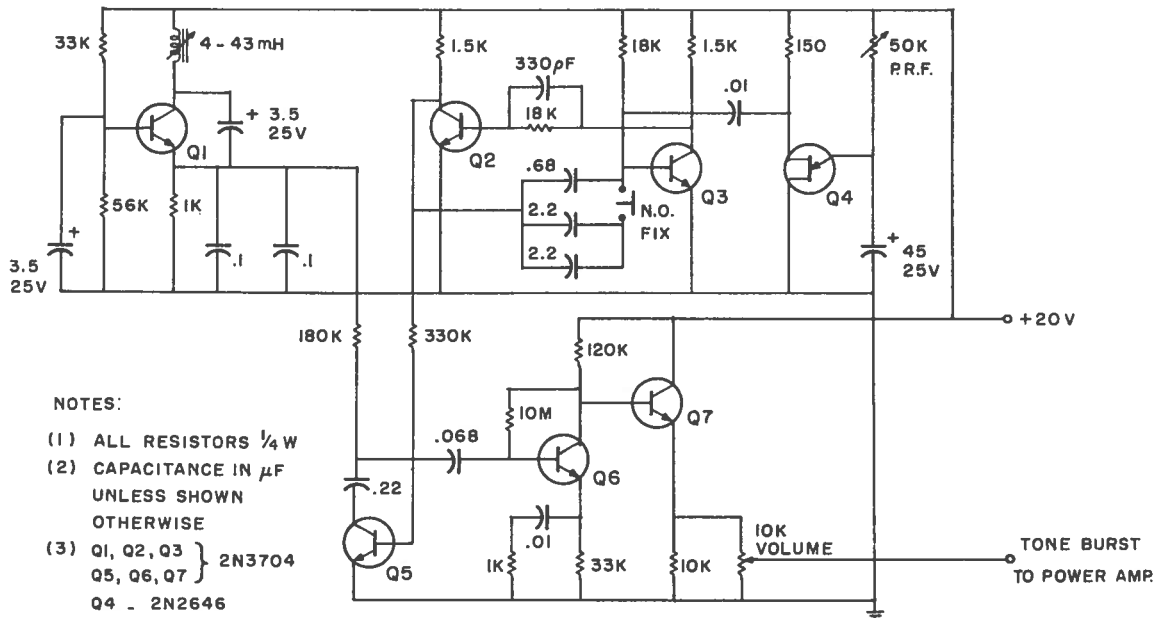 33K
4 - 43mH
1.5K
18K
1.5K
150
50K
P.R.F.
330pF
.01
+ 3.5
25V
18K
Q1
Q2
Q3
Q4
.68
2.2
2.2
N.O.
FIX
56K
1K
+
3.5
25V
.1
.1
+
45
25V
+20V
180K
330K
120K
Q7
10M
.068
Q6
.22
.01
Q5
1K
33K
10K
10K
VOLUME
TONE BURST
TO POWER AMP.
NOTES:
(1) ALL RESISTORS 1/4 W
(2) CAPACITANCE IN µF
UNLESS SHOWN
OTHERWISE
(3) Q1, Q2, Q3
Q5, Q6, Q7 } 2N3704
Q4 - 2N2646